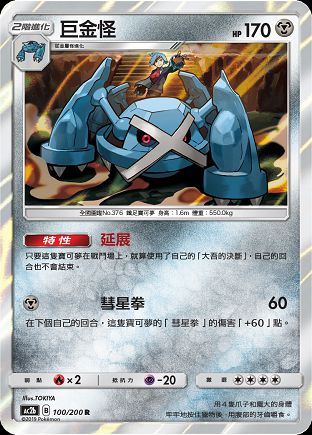 2階進化
巨金怪
HP 170
從金屬怪進化
全國圖鑑No.376 鐵足寶可夢 身高：1.6m 體重：550.0kg
特性 延展
只要這隻寶可夢在戰鬥場上，就算使用了自己的「大吾的決斷」，自己的回合也不會結束。
彗星拳 60
在下個自己的回合，這隻寶可夢的「彗星拳」的傷害「+60」點。
弱點 ×2 抵抗力 -20 撤退
Illus.TOKIYA
ac2b B 100/200 R
©2019 Pokémon
用４隻爪子和龐大的身體
牢牢地按住獵物後，用腹部的牙齒嚼碎。